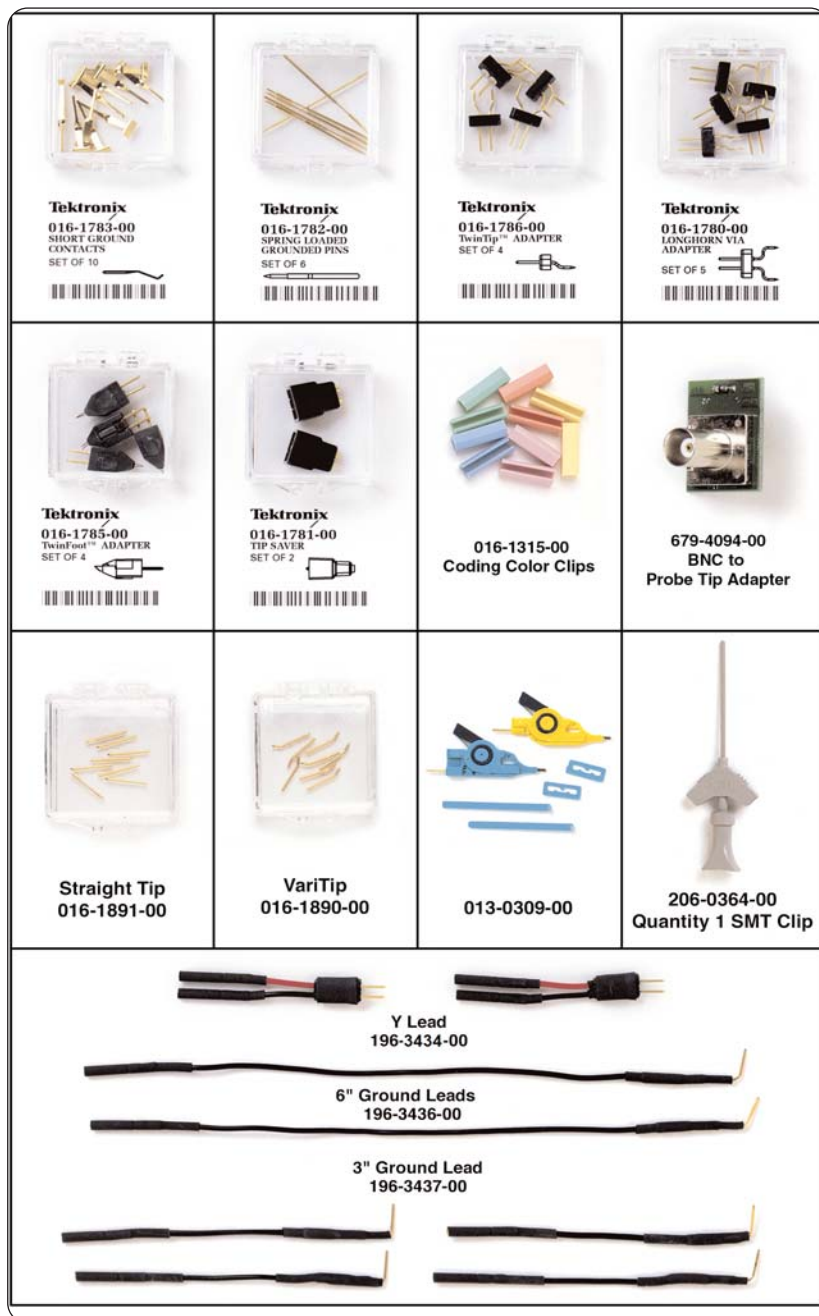 Tektronix
016-1783-00
SHORT GROUND
CONTACTS
SET OF 10
Tektronix
016-1782-00
SPRING LOADED
GROUNDED PINS
SET OF 6
Tektronix
016-1786-00
TwinTip™ ADAPTER
SET OF 4
Tektronix
016-1780-00
LONGHORN VIA
ADAPTER
SET OF 5
Tektronix
016-1785-00
TwinFoot™ ADAPTER
SET OF 4
Tektronix
016-1781-00
TIP SAVER
SET OF 2
016-1315-00
Coding Color Clips
679-4094-00
BNC to
Probe Tip Adapter
Straight Tip
016-1891-00
VariTip
016-1890-00
013-0309-00
206-0364-00
Quantity 1 SMT Clip
Y Lead
196-3434-00
6" Ground Leads
196-3436-00
3" Ground Lead
196-3437-00